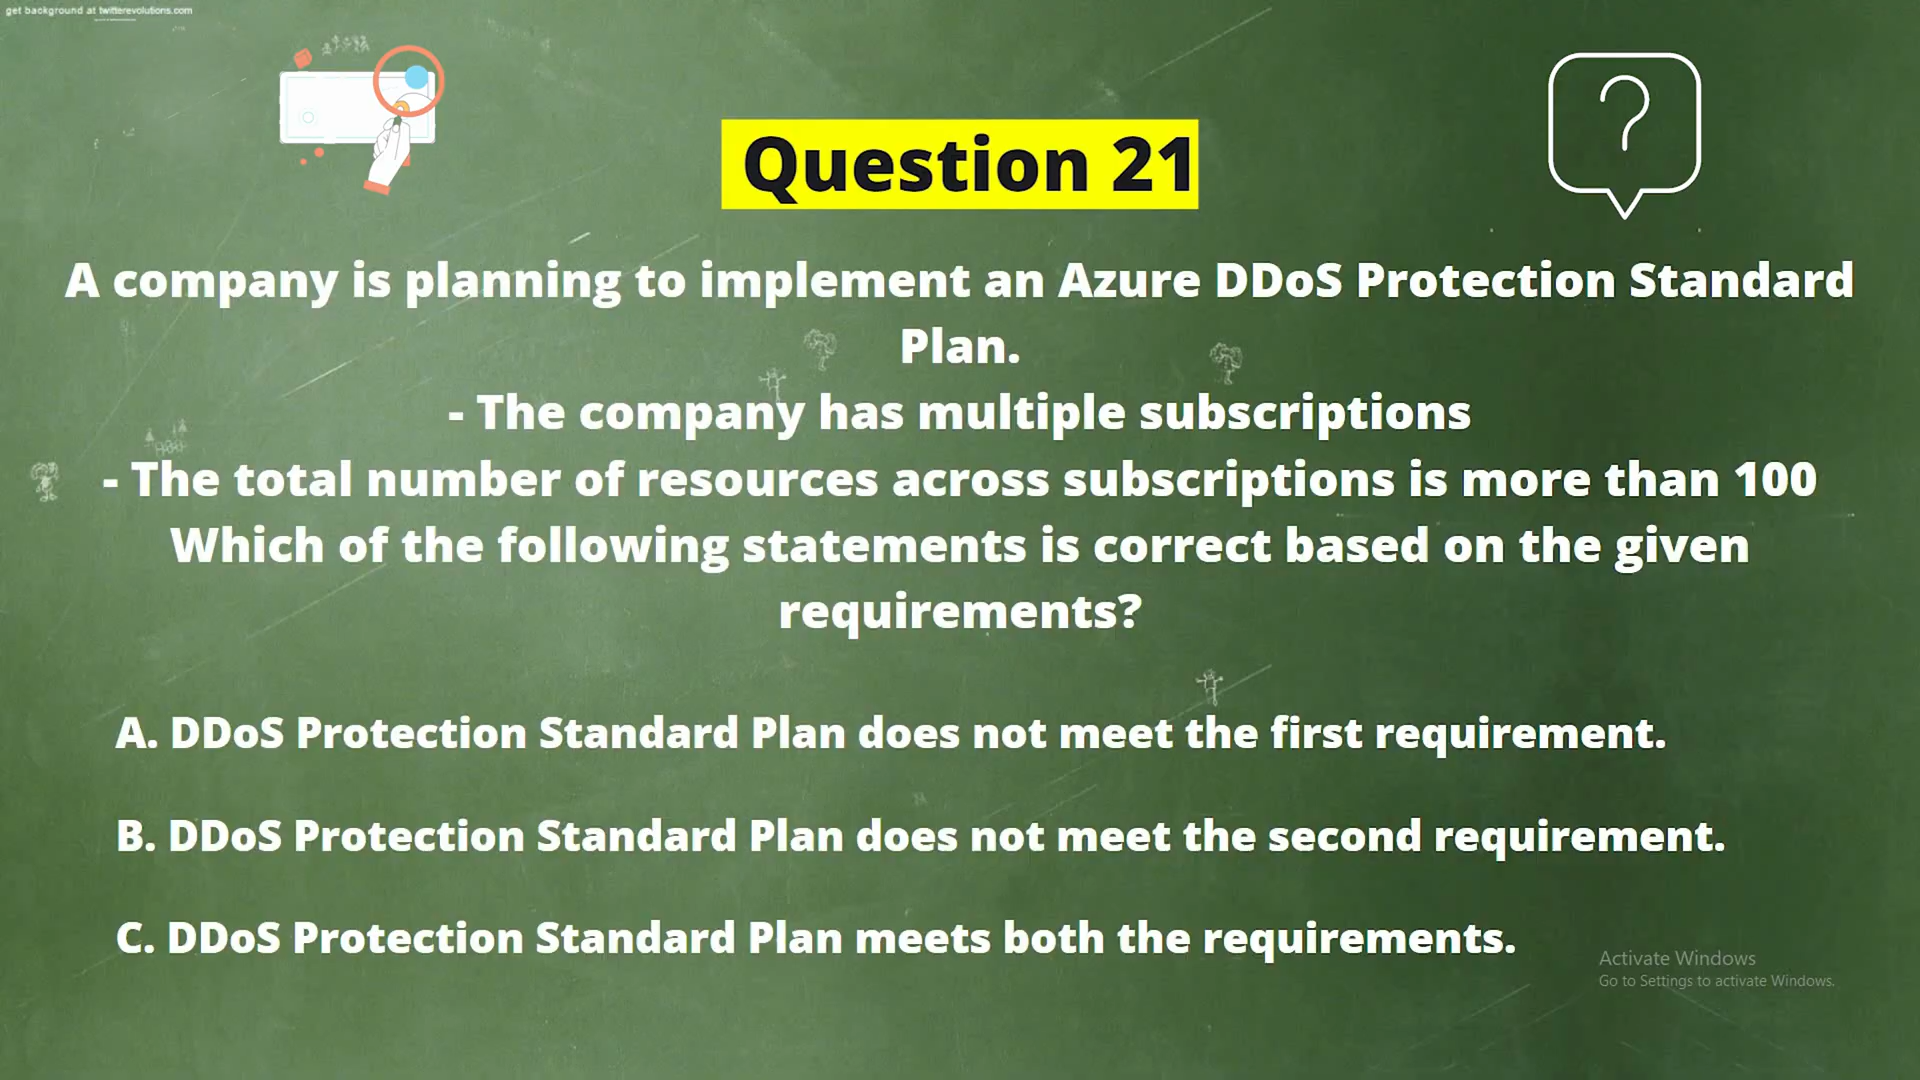 get background at twitterevolutions.com
Question 21
A company is planning to implement an Azure DDoS Protection Standard
Plan.
- The company has multiple subscriptions
- The total number of resources across subscriptions is more than 100
Which of the following statements is correct based on the given
requirements?
A. DDoS Protection Standard Plan does not meet the first requirement.
B. DDoS Protection Standard Plan does not meet the second requirement.
C. DDoS Protection Standard Plan meets both the requirements.
Activate Windows
Go to Settings to activate Windows.